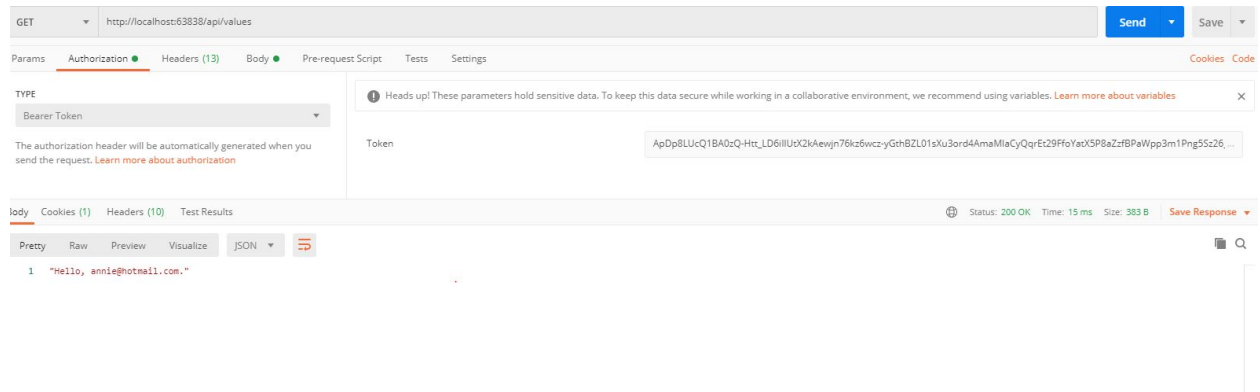 GET http://localhost:63838/api/values Send Save
Params Authorization Headers (13) Body Pre-request Script Tests Settings Cookies Code
TYPE
Heads up! These parameters hold sensitive data. To keep this data secure while working in a collaborative environment, we recommend using variables. Learn more about variables
Bearer Token
The authorization header will be automatically generated when you
send the request. Learn more about authorization
Token
Body Cookies (1) Headers (10) Test Results Status: 200 OK Time: 15 ms Size: 383 B Save Response
Pretty Raw Preview Visualize JSON
1 "Hello, annie@hotmail.com."